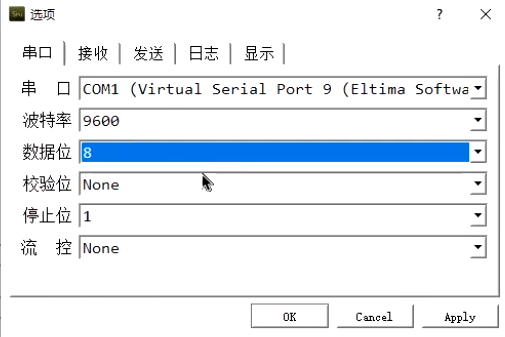 选项 ?
串口 接收 发送 日志 显示
串 口 COM1 (Virtual Serial Port 9 (Eltima Softwa
波特率 9600
数据位 8
校验位 None
停止位 1
流 控 None
OK Cancel Apply